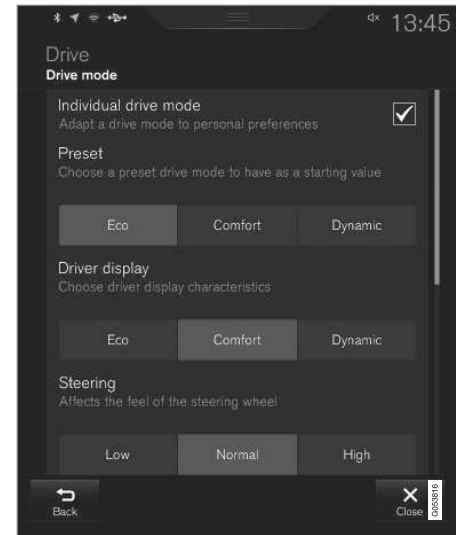 13:45
Drive
Drive mode
Individual drive mode
Adapt a drive mode to personal preferences
Preset
Choose a preset drive mode to have as a starting value
Eco Comfort Dynamic
Driver display
Choose driver display characteristics
Eco Comfort Dynamic
Steering
Affects the feel of the steering wheel
Low Normal High
Back
Close
G053816